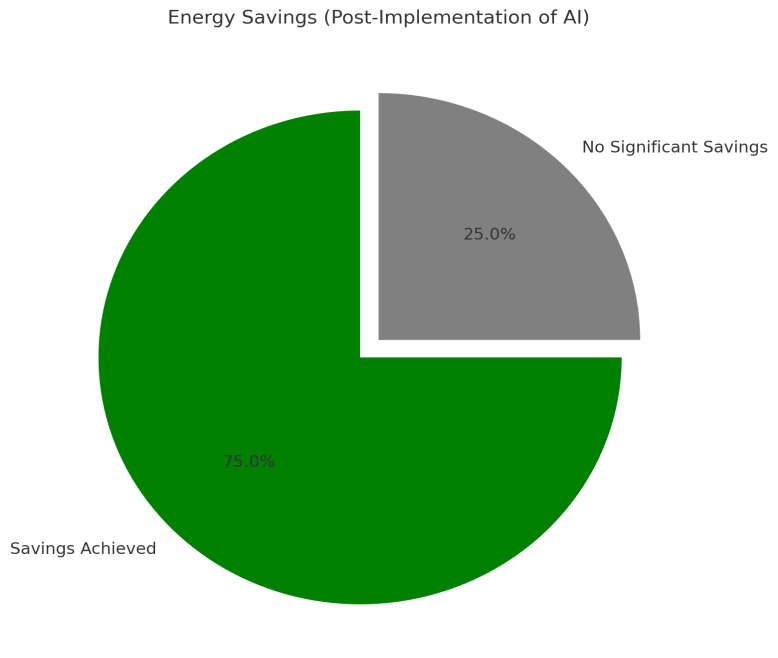 Energy Savings (Post-Implementation of AI)
No Significant Savings
25.0%
75.0%
Savings Achieved